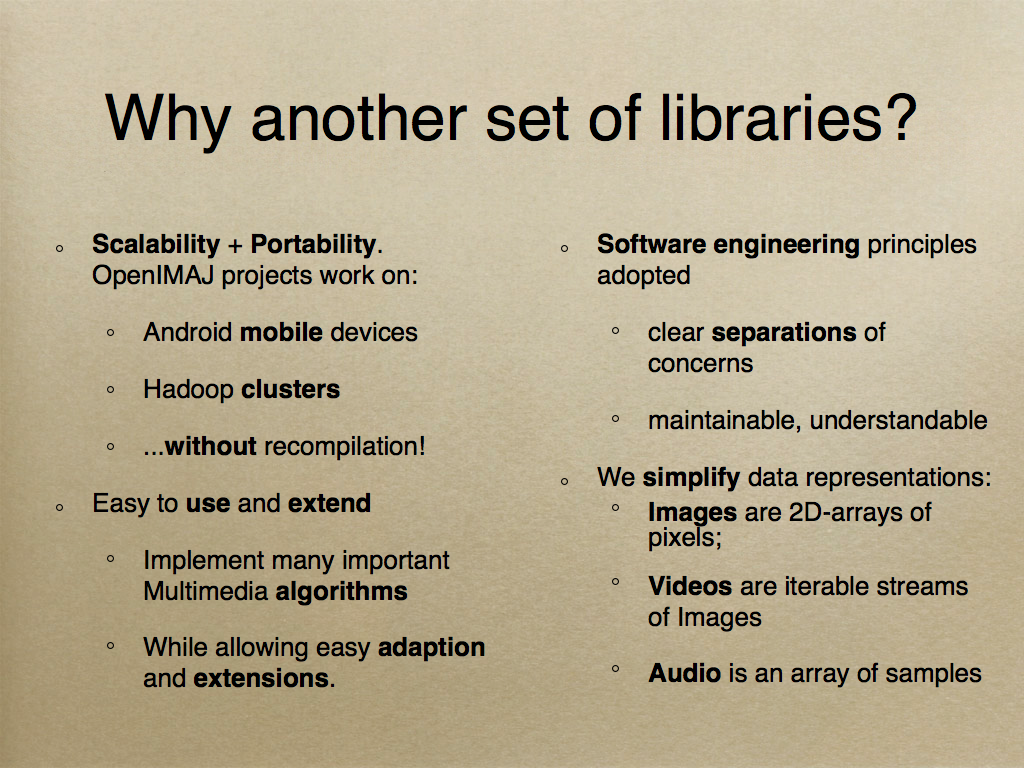 Why another set of libraries?
Scalability + Portability.
OpenIMAJ projects work on:
Android mobile devices
Hadoop clusters
...without recompilation!
Easy to use and extend
Implement many important
Multimedia algorithms
While allowing easy adaption
and extensions.
Software engineering principles
adopted
clear separations of
concerns
maintainable, understandable
We simplify data representations:
Images are 2D-arrays of
pixels;
Videos are iterable streams
of Images
Audio is an array of samples